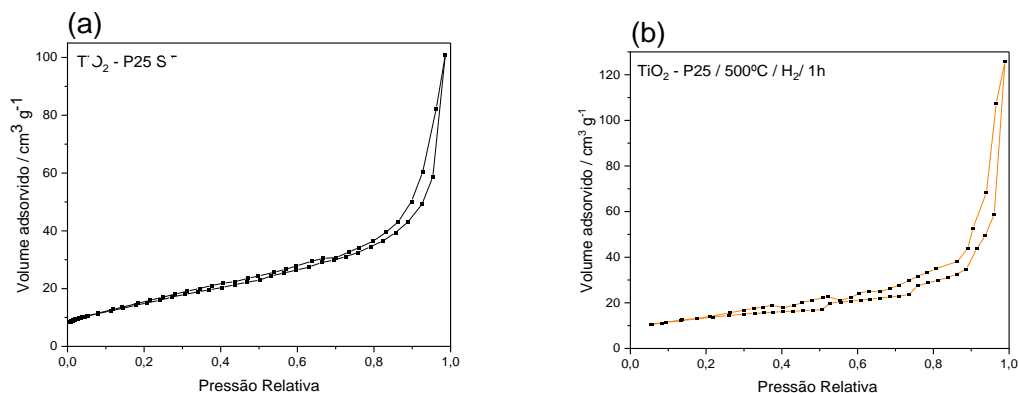 (a)
TiO₂ - P25 S
Volume adsorvido / cm³ g⁻¹
100
80
60
40
20
0
0,0 0,2 0,4 0,6 0,8 1,0
Pressão Relativa
(b)
TiO₂ - P25 / 500ºC / H₂/ 1h
Volume adsorvido / cm³ g⁻¹
120
100
80
60
40
20
0
0,0 0,2 0,4 0,6 0,8 1,0
Pressão Relativa